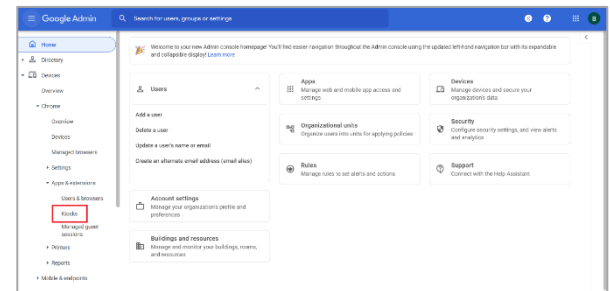 Google Admin
Search for users, groups or settings
B
Home
Directory
Devices
Overview
Chrome
Overview
Devices
Managed browsers
Settings
Apps & extensions
Users & browsers
Kiosks
Managed guest
sessions
Printers
Reports
Mobile & endpoints
Welcome to your new Admin console homepage! You'll find easier navigation throughout the Admin console using the updated left-hand navigation bar with its expandable
and collapsible display! Learn more
Users
Add a user
Delete a user
Update a user's name or email
Create an alternate email address (email alias)
Account settings
Manage your organization's profile and
preferences
Buildings and resources
Manage and monitor your buildings, rooms,
and resources
Apps
Manage web and mobile app access and
settings
Organizational units
Organize users into units for applying policies
Rules
Manage rules to set alerts and actions
Devices
Manage devices and secure your
organization's data
Security
Configure security settings, and view alerts
and analytics
Support
Connect with the Help Assistant